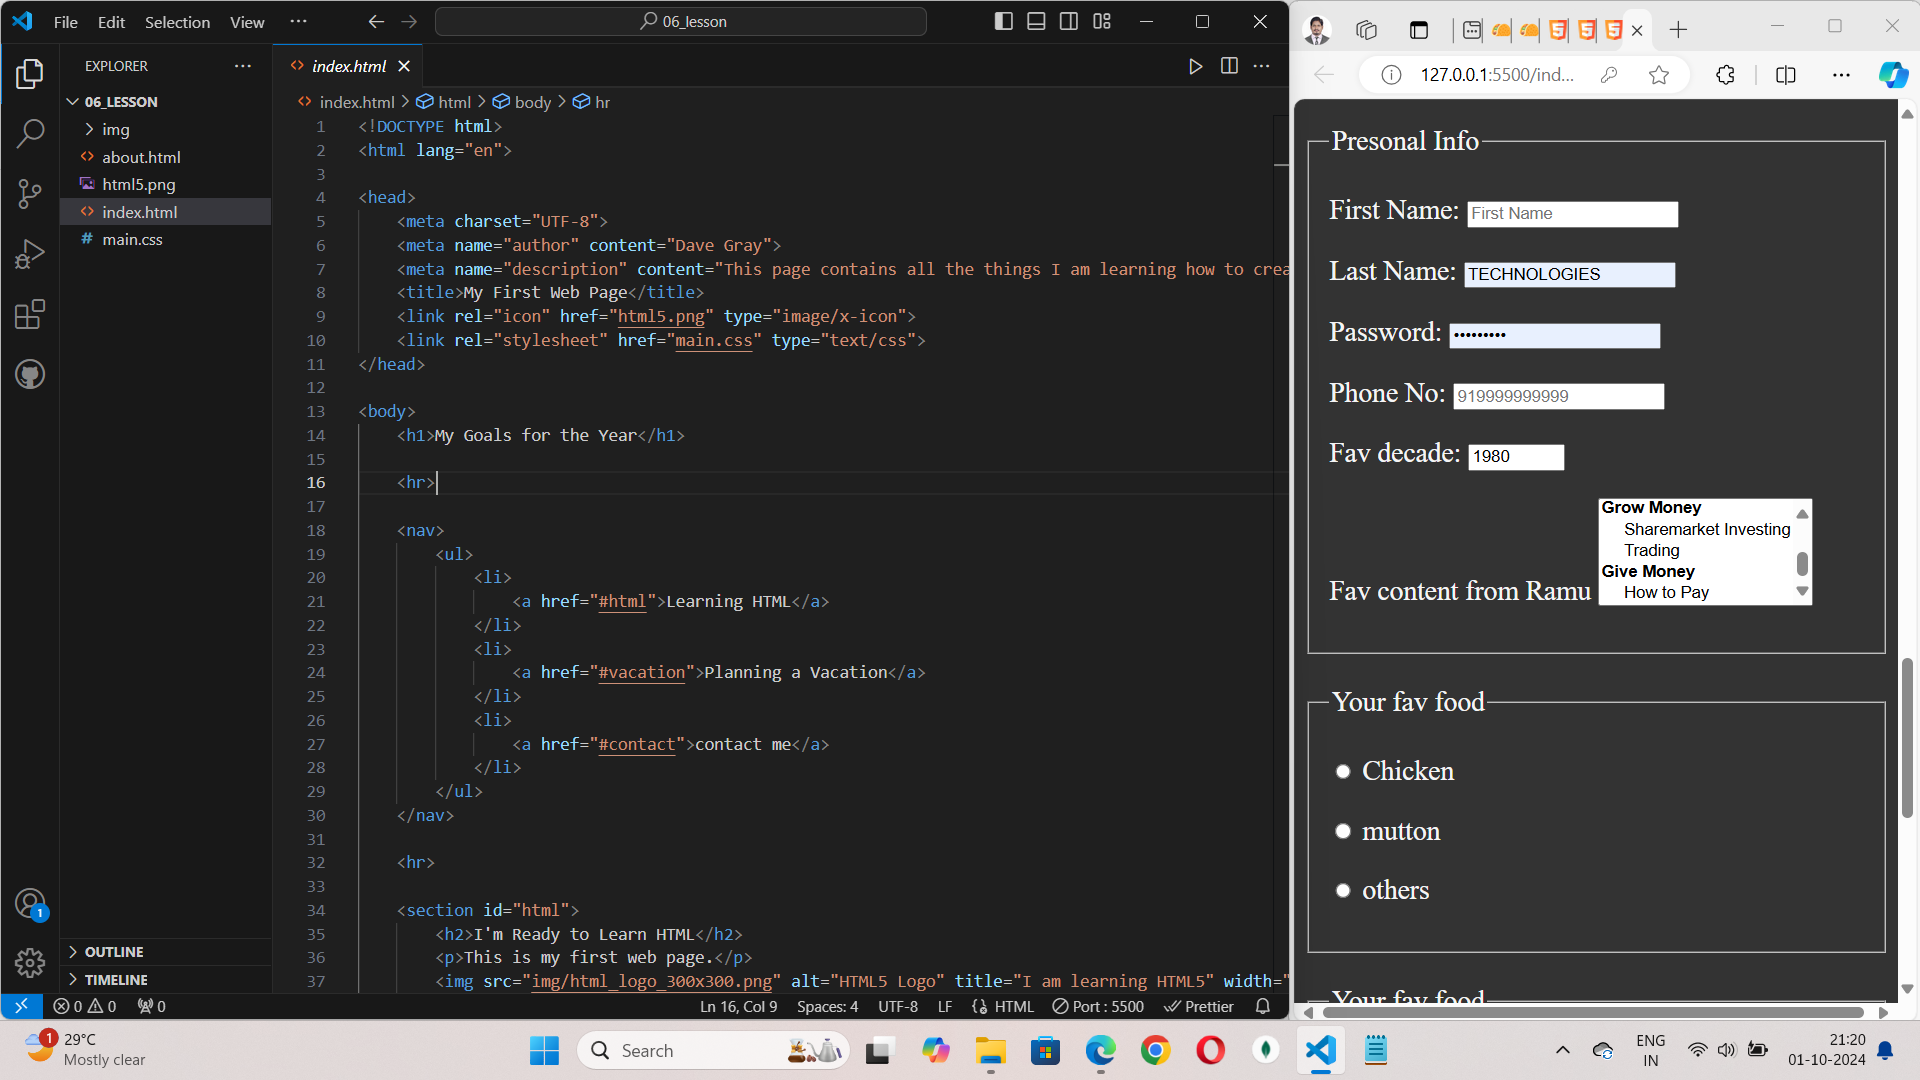 File Edit Selection View ··· 06_lesson
EXPLORER ···
06_LESSON
img
about.html
html5.png
index.html
main.css
OUTLINE
TIMELINE
index.html
index.html > html > body > hr
1 <!DOCTYPE html>
2 <html lang="en">
3
4 <head>
5 <meta charset="UTF-8">
6 <meta name="author" content="Dave Gray">
7 <meta name="description" content="This page contains all the things I am learning how to crea
8 <title>My First Web Page</title>
9 <link rel="icon" href="html5.png" type="image/x-icon">
10 <link rel="stylesheet" href="main.css" type="text/css">
11 </head>
12
13 <body>
14 <h1>My Goals for the Year</h1>
15
16 <hr>
17
18 <nav>
19 <ul>
20 <li>
21 <a href="#html">Learning HTML</a>
22 </li>
23 <li>
24 <a href="#vacation">Planning a Vacation</a>
25 </li>
26 <li>
27 <a href="#contact">contact me</a>
28 </li>
29 </ul>
30 </nav>
31
32 <hr>
33
34 <section id="html">
35 <h2>I'm Ready to Learn HTML</h2>
36 <p>This is my first web page.</p>
37 <img src="img/html_logo_300x300.png" alt="HTML5 Logo" title="I am learning HTML5" width="
1
0 0 0 Ln 16, Col 9 Spaces: 4 UTF-8 LF HTML Port : 5500 Prettier
127.0.0.1:5500/ind...
Presonal Info
First Name: First Name
Last Name: TECHNOLOGIES
Password: •••••••••
Phone No: 919999999999
Fav decade: 1980
Grow Money
Sharemarket Investing
Trading
Give Money
How to Pay
Fav content from Ramu
Your fav food
Chicken
mutton
others
Your fav food
1
29°C
Mostly clear
Search
ENG
IN
21:20
01-10-2024